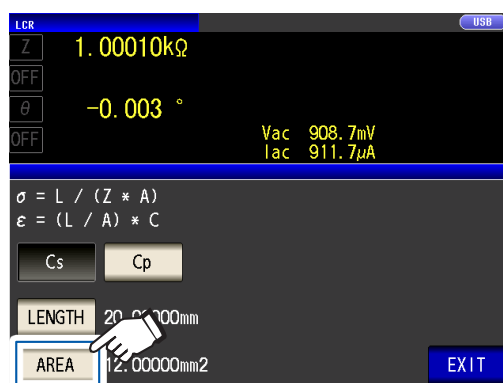 LCR USB
Z 1.00010kΩ
OFF
θ -0.003 °
OFF
Vac 908.7mV
Iac 911.7μA
σ = L / (Z * A)
ε = (L / A) * C
Cs Cp
LENGTH
AREA 12.00000mm2
EXIT